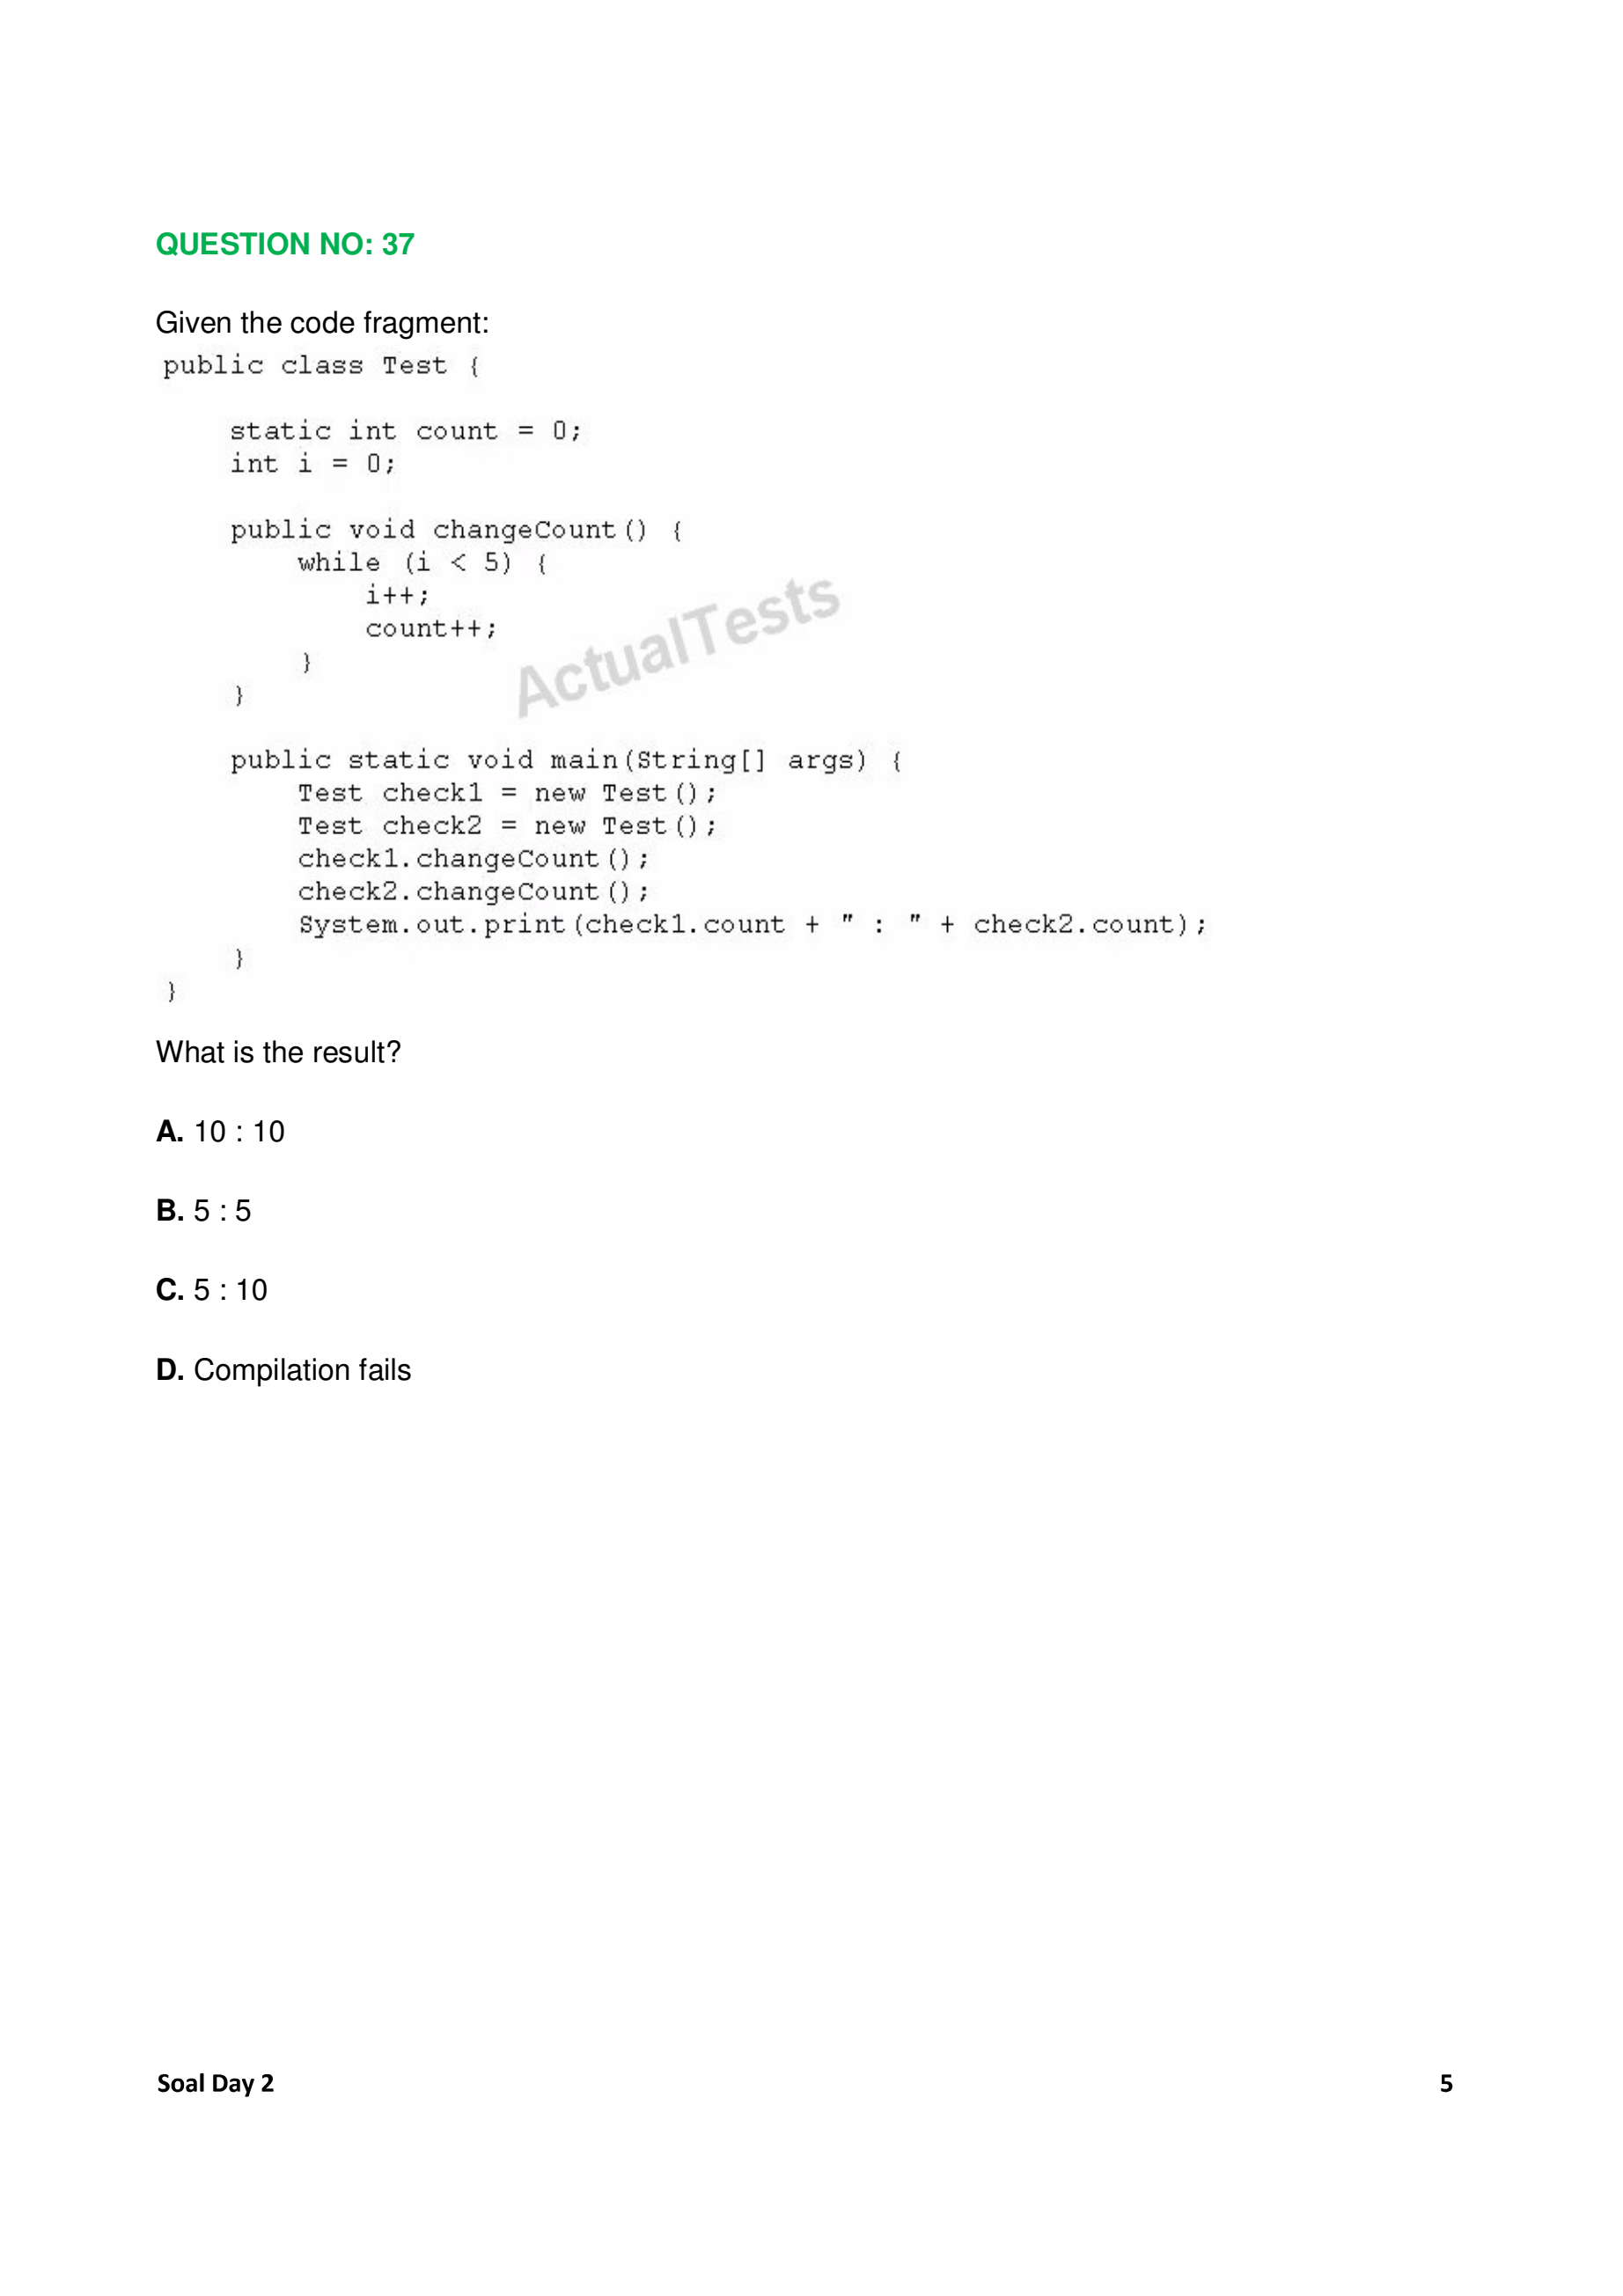 QUESTION NO: 37
Given the code fragment:
public class Test {
static int count = 0;
int i = 0;
public void changeCount() {
while (i < 5) {
i++;
count++;
}
}
ActualTests
public static void main(String[] args) {
Test check1 = new Test();
Test check2 = new Test();
check1.changeCount();
check2.changeCount();
System.out.print(check1.count + " : " + check2.count);
}
}
What is the result?
A. 10 : 10
B. 5 : 5
C. 5 : 10
D. Compilation fails
Soal Day 2 5